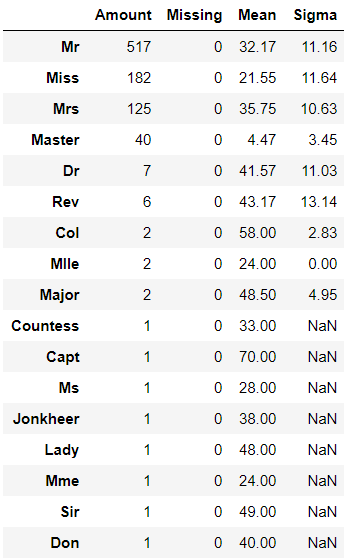 Amount Missing Mean Sigma
Mr 517 0 32.17 11.16
Miss 182 0 21.55 11.64
Mrs 125 0 35.75 10.63
Master 40 0 4.47 3.45
Dr 7 0 41.57 11.03
Rev 6 0 43.17 13.14
Col 2 0 58.00 2.83
Mlle 2 0 24.00 0.00
Major 2 0 48.50 4.95
Countess 1 0 33.00 NaN
Capt 1 0 70.00 NaN
Ms 1 0 28.00 NaN
Jonkheer 1 0 38.00 NaN
Lady 1 0 48.00 NaN
Mme 1 0 24.00 NaN
Sir 1 0 49.00 NaN
Don 1 0 40.00 NaN